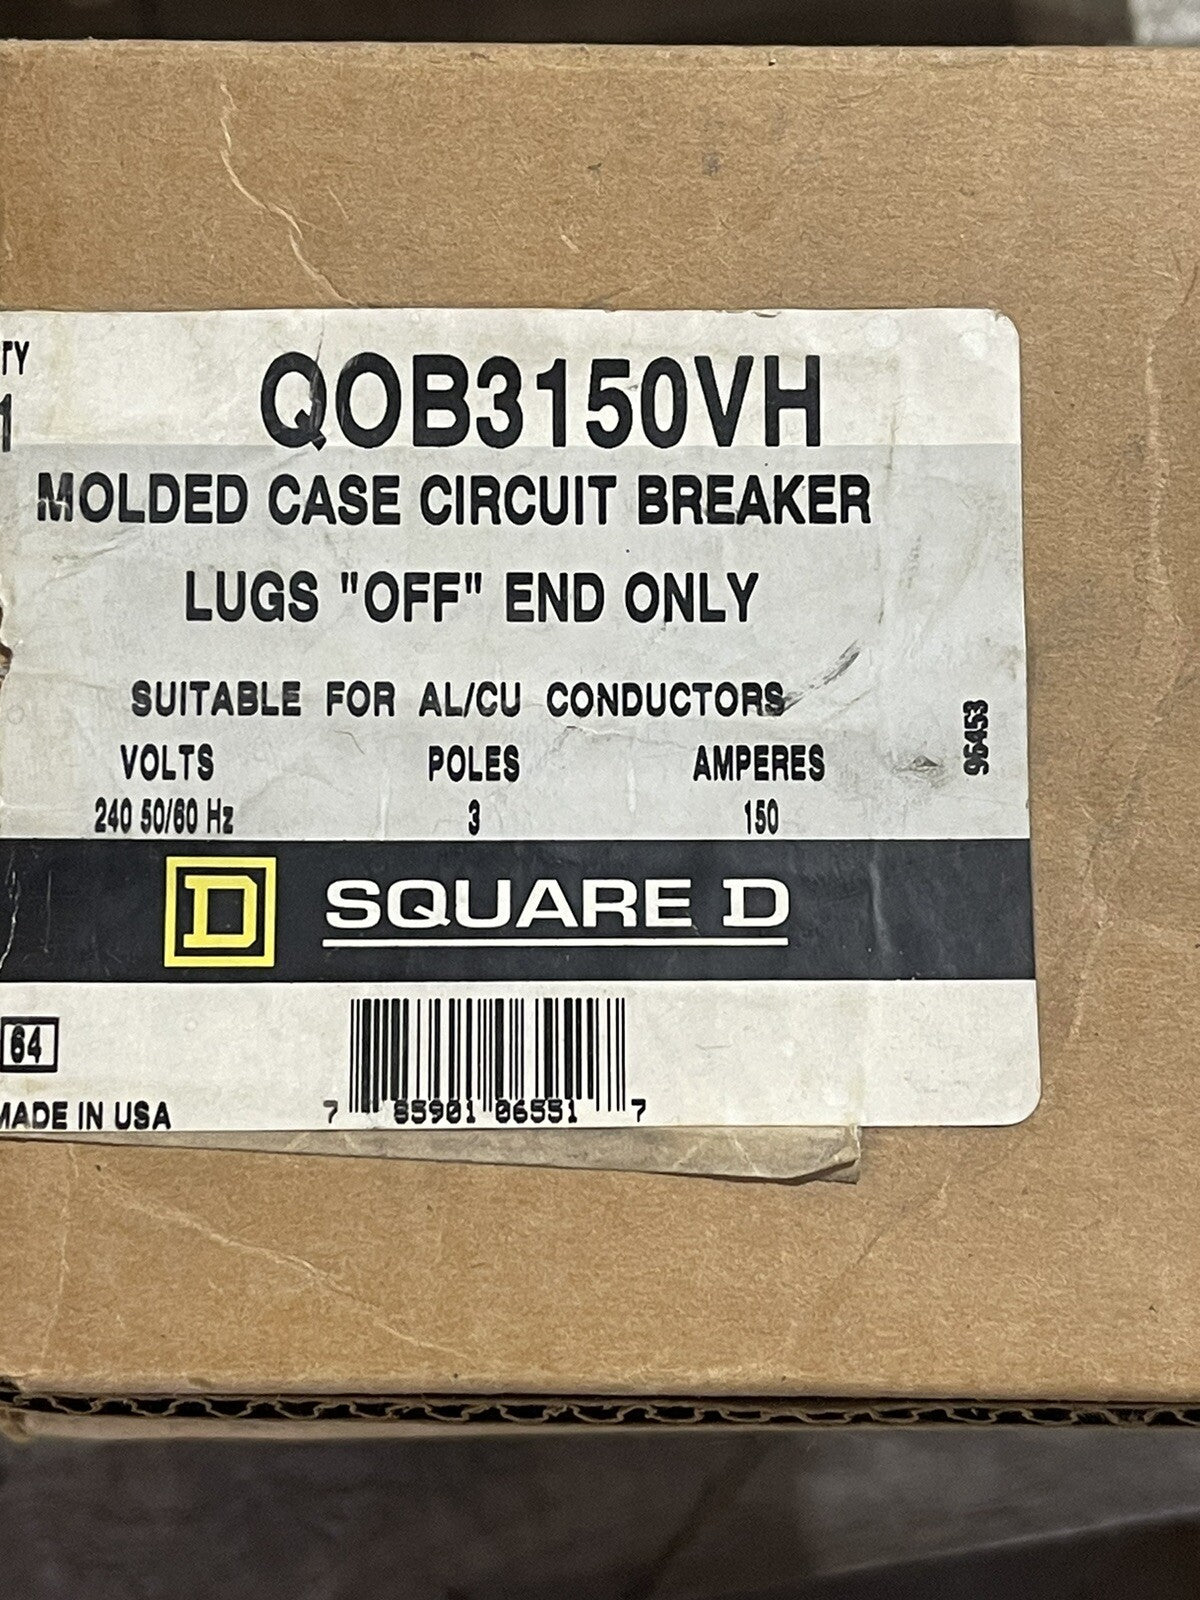 QOB3150VH
1
MOLDED CASE CIRCUIT BREAKER
LUGS "OFF" END ONLY
SUITABLE FOR AL/CU CONDUCTORS
VOLTS POLES AMPERES
240 50/60 Hz 3 150
96453
D SQUARE D
64
MADE IN USA
7 85901 06551 7